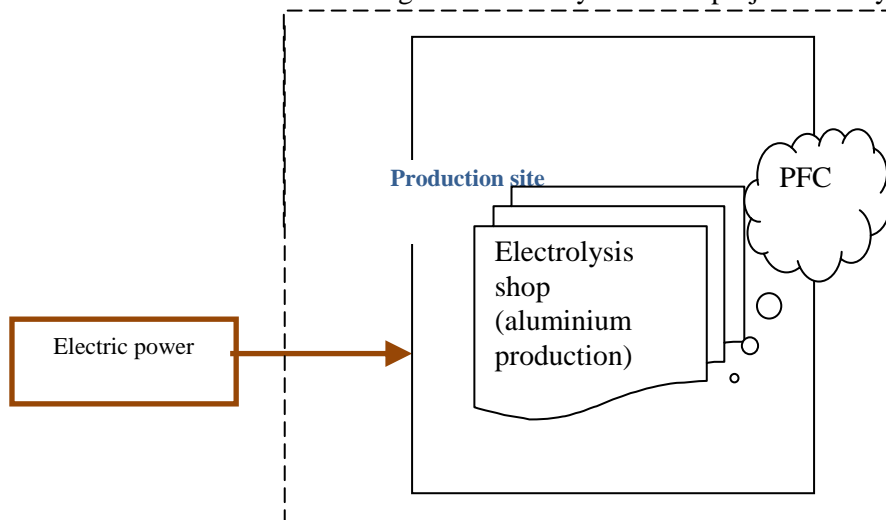 PFC
Production site
Electrolysis
shop
(aluminium
production)
Electric power